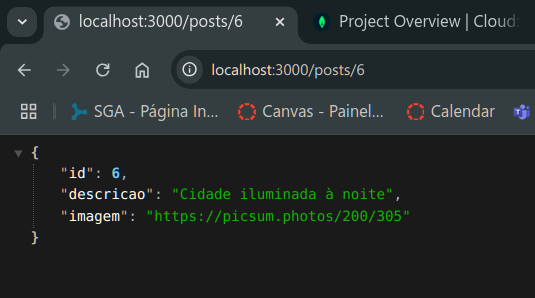 localhost:3000/posts/6
Project Overview | Cloud:
localhost:3000/posts/6
SGA - Página In...
Canvas - Painel...
Calendar
{
"id": 6,
"descricao": "Cidade iluminada à noite",
"imagem": "https://picsum.photos/200/305"
}